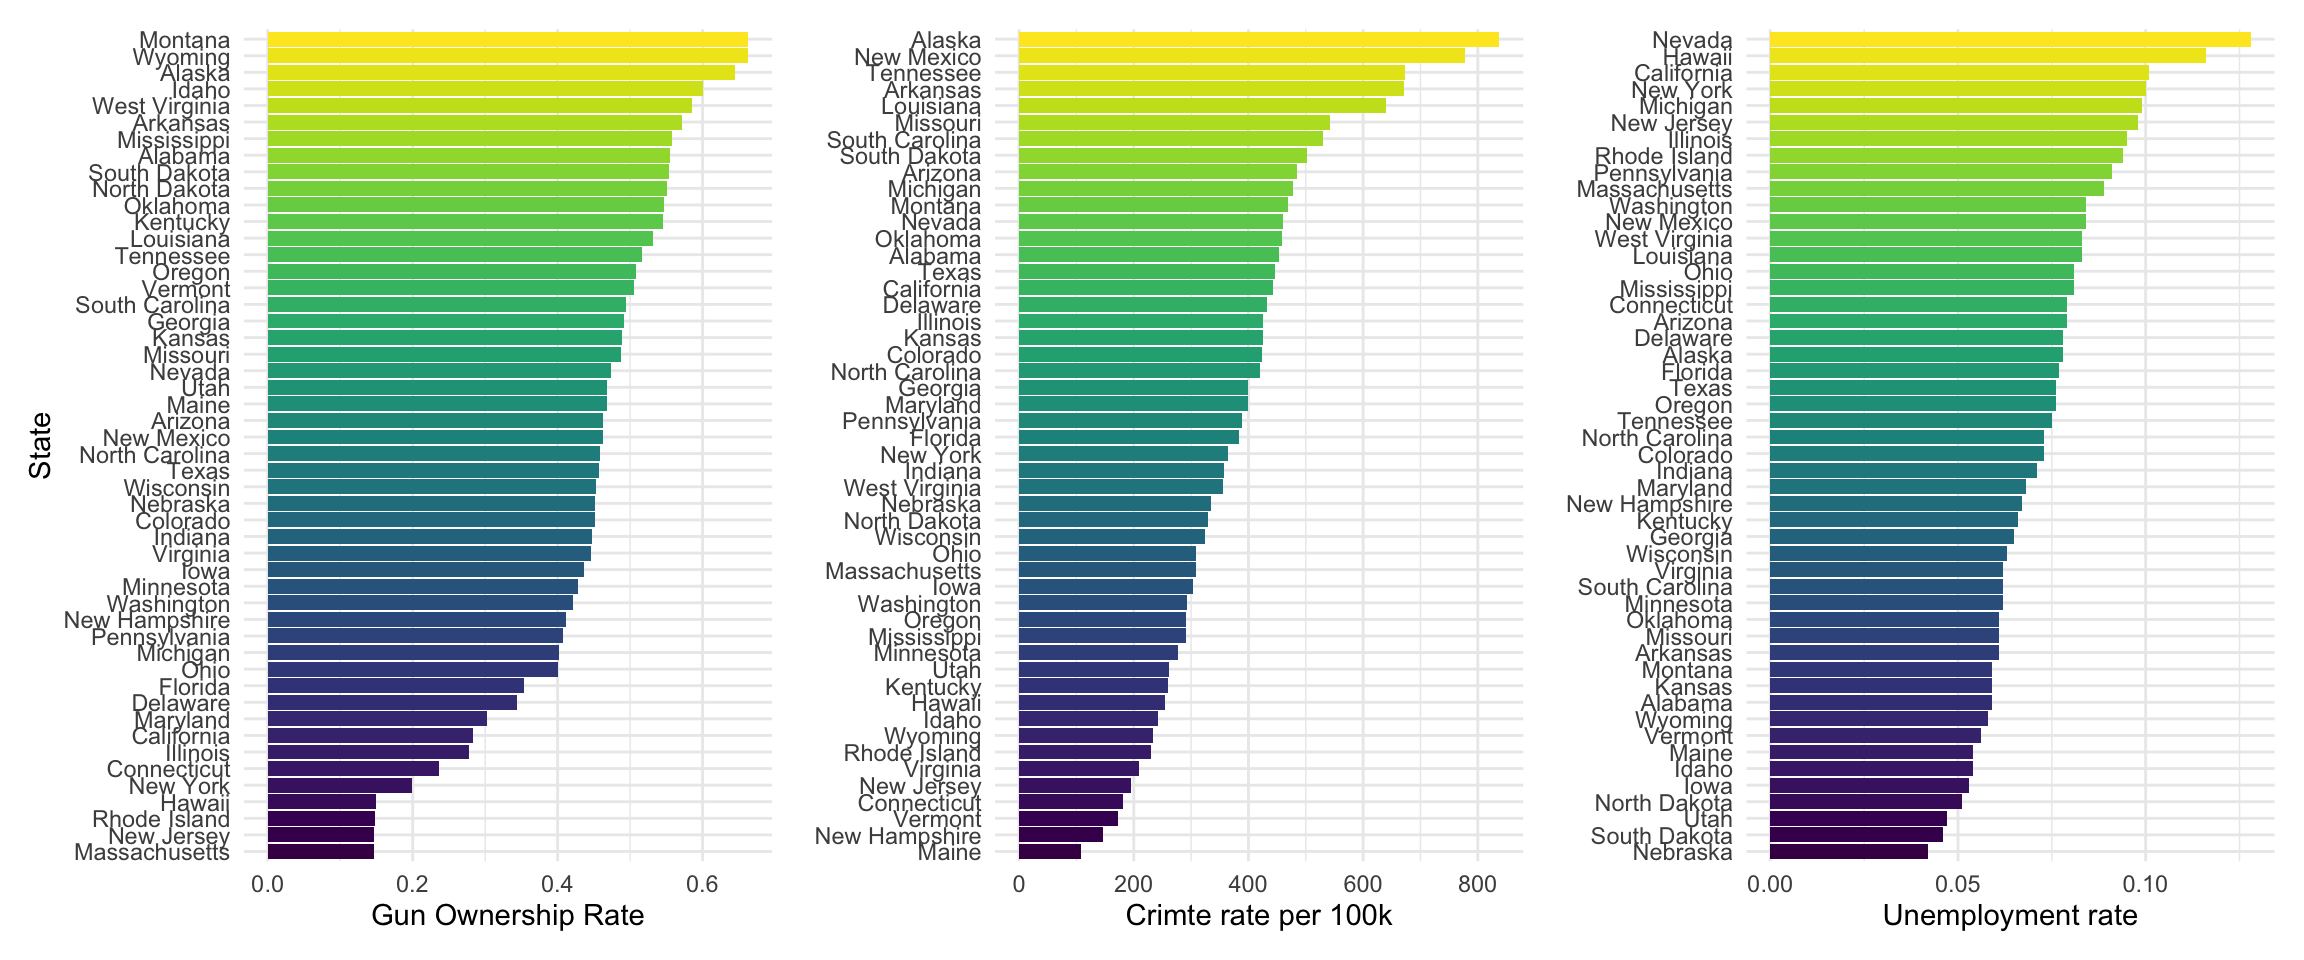 State
Montana
Wyoming
Alaska
Idaho
West Virginia
Arkansas
Mississippi
Alabama
South Dakota
North Dakota
Oklahoma
Kentucky
Louisiana
Tennessee
Oregon
Vermont
South Carolina
Georgia
Kansas
Missouri
Nevada
Utah
Maine
Arizona
New Mexico
North Carolina
Texas
Wisconsin
Nebraska
Colorado
Indiana
Virginia
Iowa
Minnesota
Washington
New Hampshire
Pennsylvania
Michigan
Ohio
Florida
Delaware
Maryland
California
Illinois
Connecticut
New York
Hawaii
Rhode Island
New Jersey
Massachusetts
0.0 0.2 0.4 0.6
Gun Ownership Rate
Alaska
New Mexico
Tennessee
Arkansas
Louisiana
Missouri
South Carolina
South Dakota
Arizona
Michigan
Montana
Nevada
Oklahoma
Alabama
Texas
California
Delaware
Illinois
Kansas
Colorado
North Carolina
Georgia
Maryland
Pennsylvania
Florida
New York
Indiana
West Virginia
Nebraska
North Dakota
Wisconsin
Ohio
Massachusetts
Iowa
Washington
Oregon
Mississippi
Minnesota
Utah
Kentucky
Hawaii
Idaho
Wyoming
Rhode Island
Virginia
New Jersey
Connecticut
Vermont
New Hampshire
Maine
0 200 400 600 800
Crimte rate per 100k
Nevada
Hawaii
California
New York
Michigan
New Jersey
Illinois
Rhode Island
Pennsylvania
Massachusetts
Washington
New Mexico
West Virginia
Louisiana
Ohio
Mississippi
Connecticut
Arizona
Delaware
Alaska
Florida
Texas
Oregon
Tennessee
North Carolina
Colorado
Indiana
Maryland
New Hampshire
Kentucky
Georgia
Wisconsin
Virginia
South Carolina
Minnesota
Oklahoma
Missouri
Arkansas
Montana
Kansas
Alabama
Wyoming
Vermont
Maine
Idaho
Iowa
North Dakota
Utah
South Dakota
Nebraska
0.00 0.05 0.10
Unemployment rate